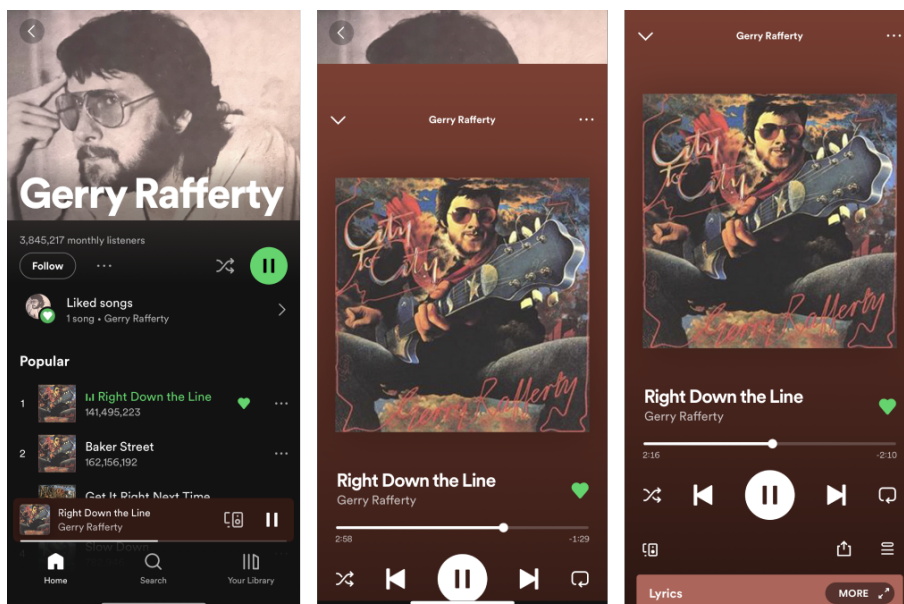 Gerry Rafferty
3,845,217 monthly listeners
Follow
Liked songs
1 song • Gerry Rafferty
Popular
1 Right Down the Line
141,495,223
2 Baker Street
162,156,192
Get It Right Next Time
Right Down the Line
Gerry Rafferty
4 Slow Down
Home Search Your Library
Gerry Rafferty
City
to City
Gerry Rafferty
Right Down the Line
Gerry Rafferty
2:58 -1:29
Gerry Rafferty
City
to City
Gerry Rafferty
Right Down the Line
Gerry Rafferty
2:16 -2:10
Lyrics MORE